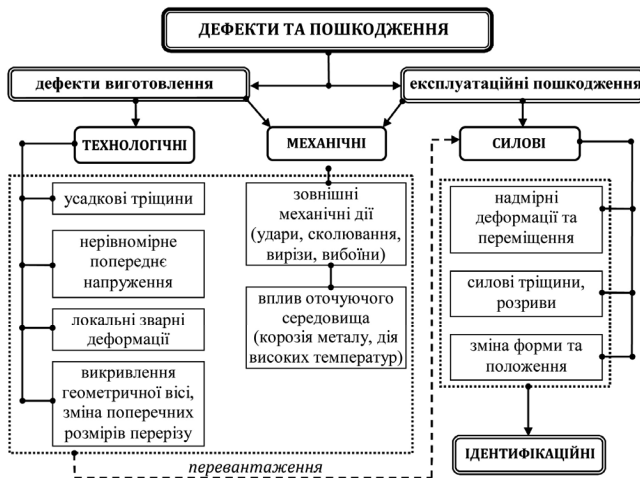 ДЕФЕКТИ ТА ПОШКОДЖЕННЯ
дефекти виготовлення
експлуатаційні пошкодження
ТЕХНОЛОГІЧНІ
МЕХАНІЧНІ
СИЛОВІ
усадкові тріщини
нерівномірне
попереднє
напруження
локальні зварні
деформації
викривлення
геометричної вісі,
зміна поперечних
розмірів перерізу
зовнішні
механічні дії
(удари, сколювання,
вирізи, вибоїни)
вплив оточуючого
середовища
(корозія металу, дія
високих температур)
надмірні
деформації та
переміщення
силові тріщини,
розриви
зміна форми та
положення
ІДЕНТИФІКАЦІЙНІ
перевантаження